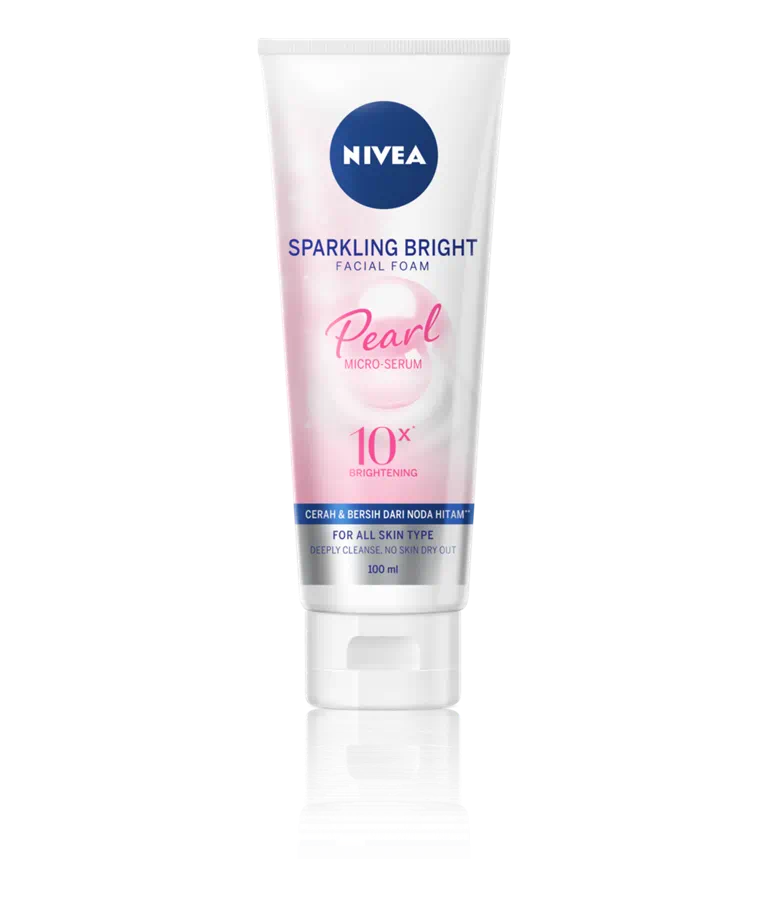 NIVEA
SPARKLING BRIGHT
FACIAL FOAM
Pearl
MICRO-SERUM
10x*
BRIGHTENING
CERAH & BERSIH DARI NODA HITAM**
FOR ALL SKIN TYPE
DEEPLY CLEANSE, NO SKIN DRY OUT
100 ml